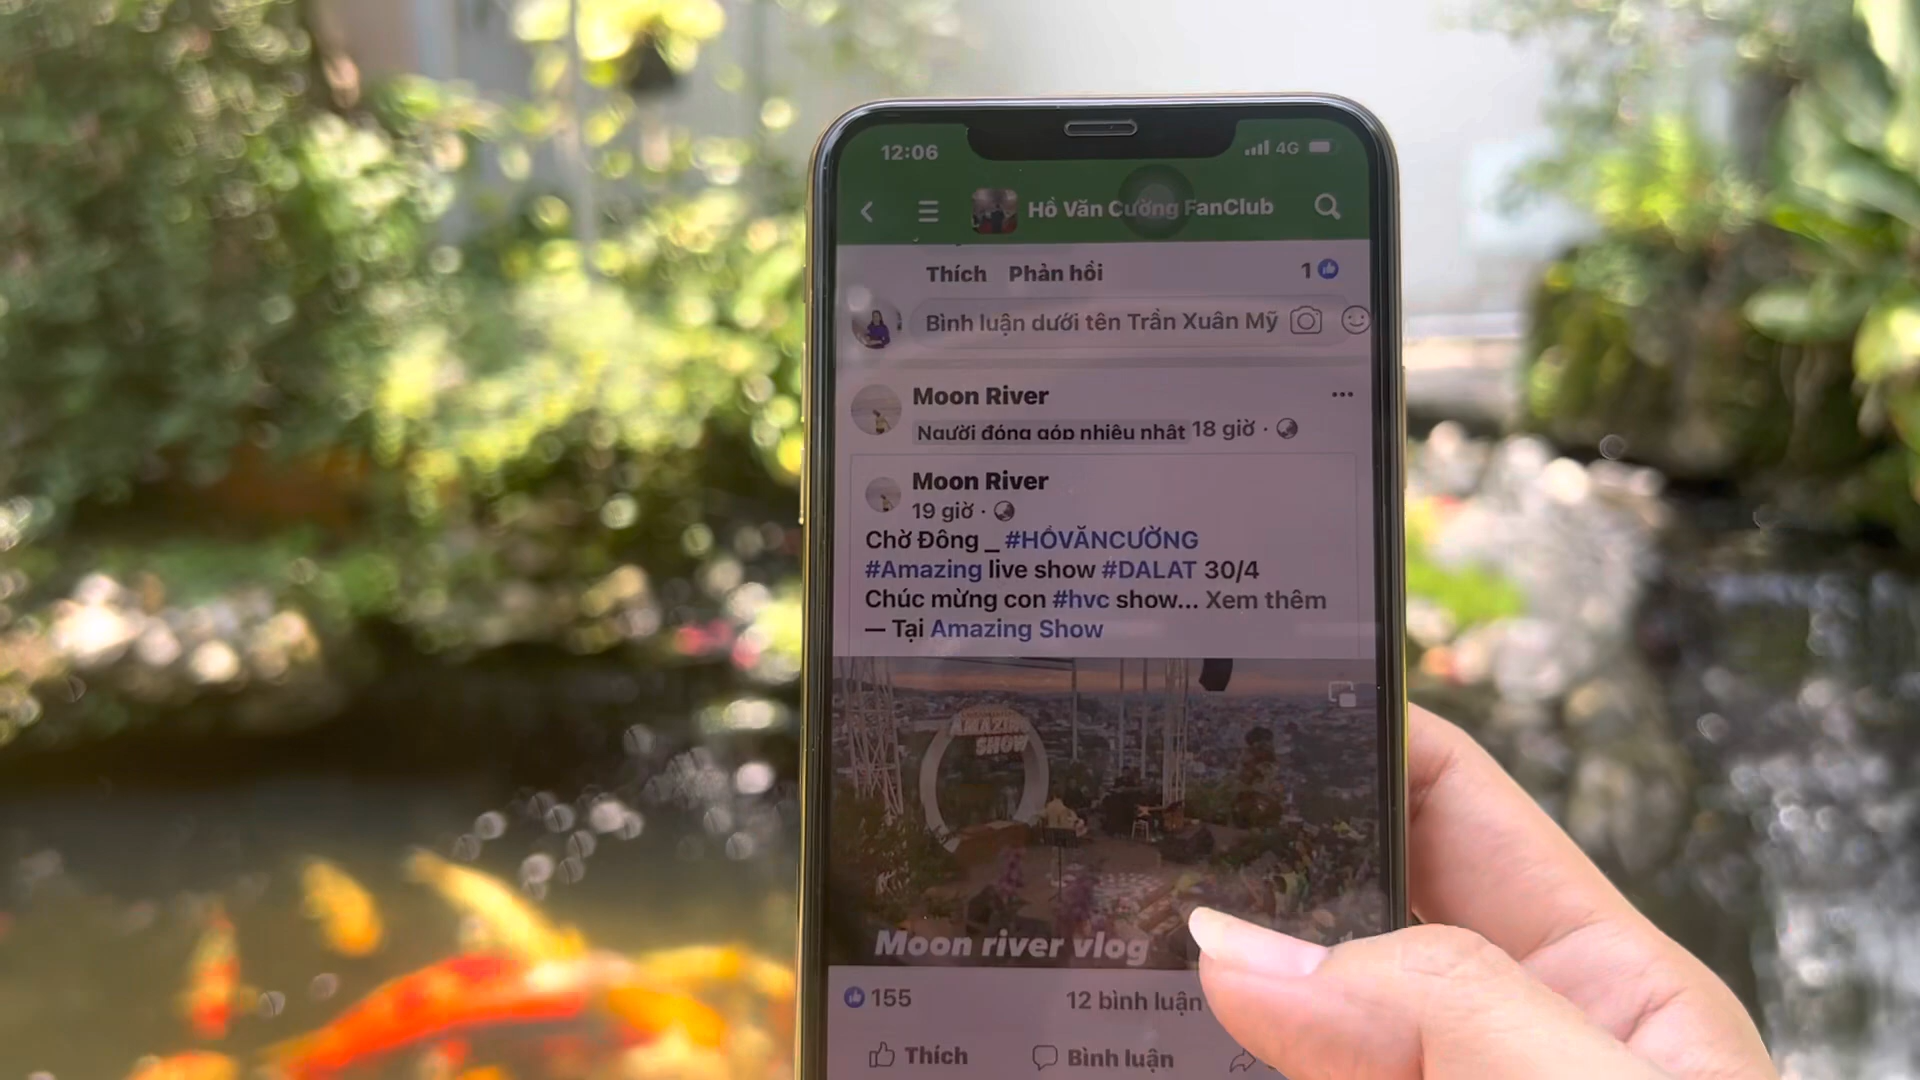 12:06
4G
Hồ Văn Cường FanClub
Thích Phản hồi 1
Bình luận dưới tên Trần Xuân Mỹ
Moon River
Người đóng góp nhiều nhất 18 giờ ·
Moon River
19 giờ ·
Chờ Đông _ #HỒVĂNCƯỜNG
#Amazing live show #DALAT 30/4
Chúc mừng con #hvc show... Xem thêm
— Tại Amazing Show
AMAZING
SHOW
Moon river vlog
155 12 bình luận
Thích Bình luận